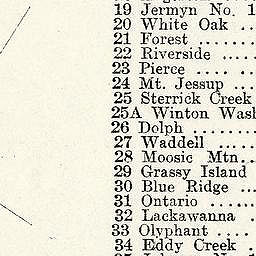 19 Jermyn No. 1
20 White Oak ..
21 Forest .......
22 Riverside ....
23 Pierce .... ..
24 Mt. Jessup ...
25 Sterrick Creek
25A Winton Wash
26 Dolph .......
27 Waddell .....
28 Moosic Mtn...
29 Grassy Island
30 Blue Ridge ...
31 Ontario .....
32 Lackawanna .
33 Olyphant ....
34 Eddy Creek .